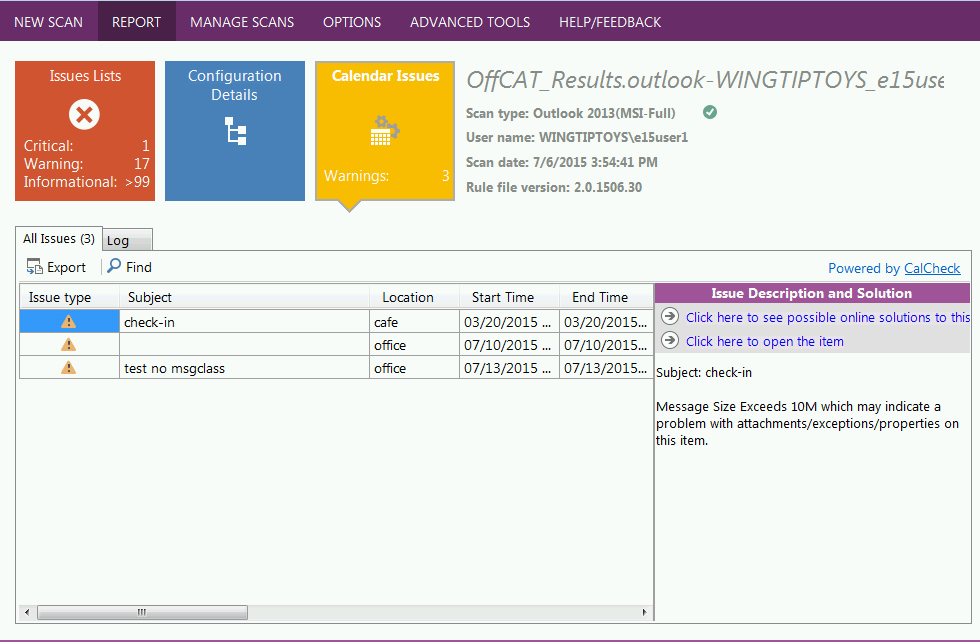 NEW SCAN REPORT MANAGE SCANS OPTIONS ADVANCED TOOLS HELP/FEEDBACK
Issues Lists
Critical: 1
Warning: 17
Informational: >99
Configuration
Details
Calendar Issues
Warnings: 3
OffCAT_Results.outlook-WINGTIPTOYS_e15use
Scan type: Outlook 2013(MSI-Full)
User name: WINGTIPTOYS\e15user1
Scan date: 7/6/2015 3:54:41 PM
Rule file version: 2.0.1506.30
All Issues (3) Log
Export Find
Powered by CalCheck
Issue type Subject Location Start Time End Time
check-in cafe 03/20/2015 ... 03/20/2015...
office 07/10/2015 ... 07/10/2015...
test no msgclass office 07/13/2015 ... 07/13/2015...
Issue Description and Solution
Click here to see possible online solutions to this
Click here to open the item
Subject: check-in
Message Size Exceeds 10M which may indicate a
problem with attachments/exceptions/properties on
this item.